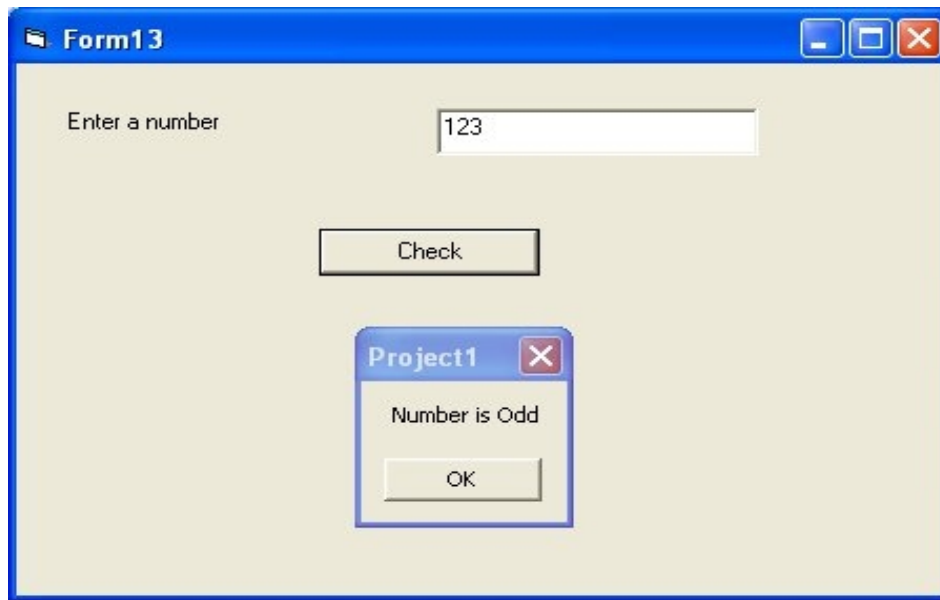 Form13
Enter a number
123
Check
Project1
Number is Odd
OK